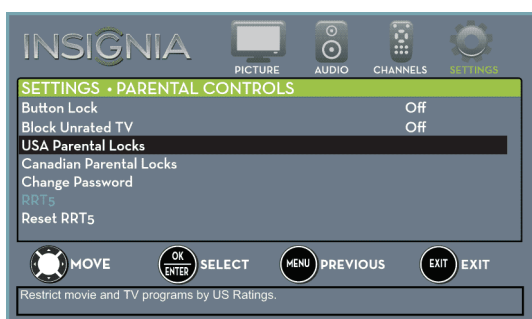 INSIGNIA
PICTURE AUDIO CHANNELS SETTINGS
SETTINGS • PARENTAL CONTROLS
Button Lock Off
Block Unrated TV Off
USA Parental Locks
Canadian Parental Locks
Change Password
RRT5
Reset RRT5
MOVE OK ENTER SELECT MENU PREVIOUS EXIT EXIT
Restrict movie and TV programs by US Ratings.